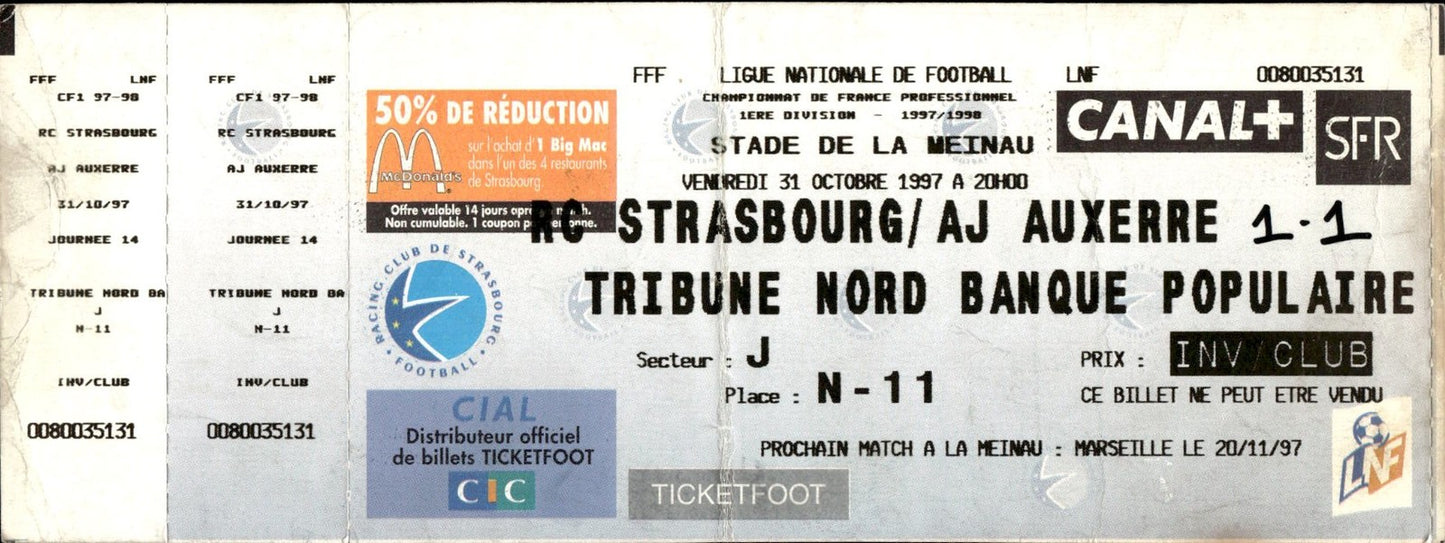 FFF LNF
CF1 97-98
RC STRASBOURG
AJ AUXERRE
31/10/97
JOURNEE 14
TRIBUNE NORD BA
J
N-11
INV/CLUB
0080035131
FFF LNF
CF1 97-98
RC STRASBOURG
AJ AUXERRE
31/10/97
JOURNEE 14
TRIBUNE NORD BA
J
N-11
INV/CLUB
0080035131
50% DE RÉDUCTION
sur l'achat d'1 Big Mac
dans l'un des 4 restaurants
de Strasbourg.
McDonald's
Offre valable 14 jours après match.
Non cumulable. 1 coupon personne.
RACING CLUB DE STRASBOURG
FOOTBALL
CIAL
Distributeur officiel
de billets TICKETFOOT
CIC
FFF LIGUE NATIONALE DE FOOTBALL LNF 0080035131
CHAMPIONNAT DE FRANCE PROFESSIONNEL
1ERE DIVISION - 1997/1998
STADE DE LA MEINAU
VENDREDI 31 OCTOBRE 1997 A 20H00
CANAL+
SFR
RC STRASBOURG/AJ AUXERRE 1-1
TRIBUNE NORD BANQUE POPULAIRE
Secteur : J
Place : N-11
PRIX : INV/CLUB
CE BILLET NE PEUT ETRE VENDU
PROCHAIN MATCH A LA MEINAU : MARSEILLE LE 20/11/97
TICKETFOOT
LNF